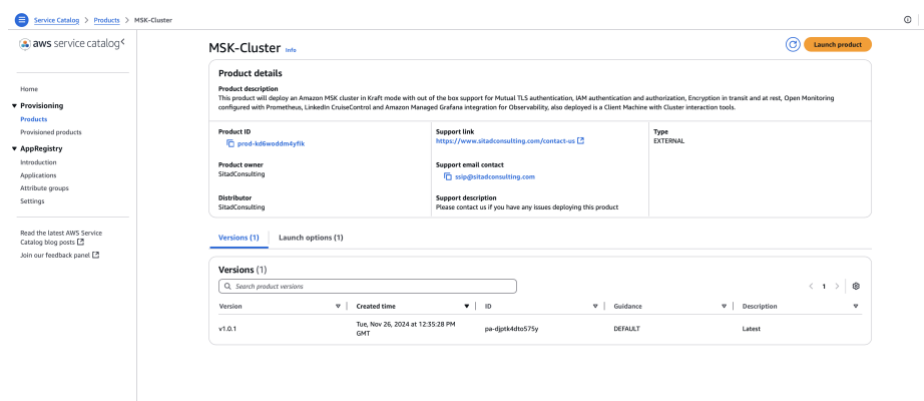 Service Catalog > Products > MSK-Cluster
aws service catalog
Home
Provisioning
Products
Provisioned products
AppRegistry
Introduction
Applications
Attribute groups
Settings
Read the latest AWS Service
Catalog blog posts
Join our feedback panel
MSK-Cluster Info
Launch product
Product details
Product description
This product will deploy an Amazon MSK cluster in Kraft mode with out of the box support for Mutual TLS authentication, IAM authentication and authorization, Encryption in transit and at rest, Open Monitoring
configured with Prometheus, LinkedIn CruiseControl and Amazon Managed Grafana integration for Observability, also deployed is a Client Machine with Cluster interaction tools.
Product ID
prod-kd6woddm4yfik
Product owner
SitadConsulting
Distributor
SitadConsulting
Support link
https://www.sitadconsulting.com/contact-us
Support email contact
ssip@sitadconsulting.com
Support description
Please contact us if you have any issues deploying this product
Type
EXTERNAL
Versions (1) Launch options (1)
Versions (1)
Search product versions
< 1 >
Version Created time ID Guidance Description
v1.0.1 Tue, Nov 26, 2024 at 12:35:28 PM pa-djptk4dto575y DEFAULT Latest
GMT